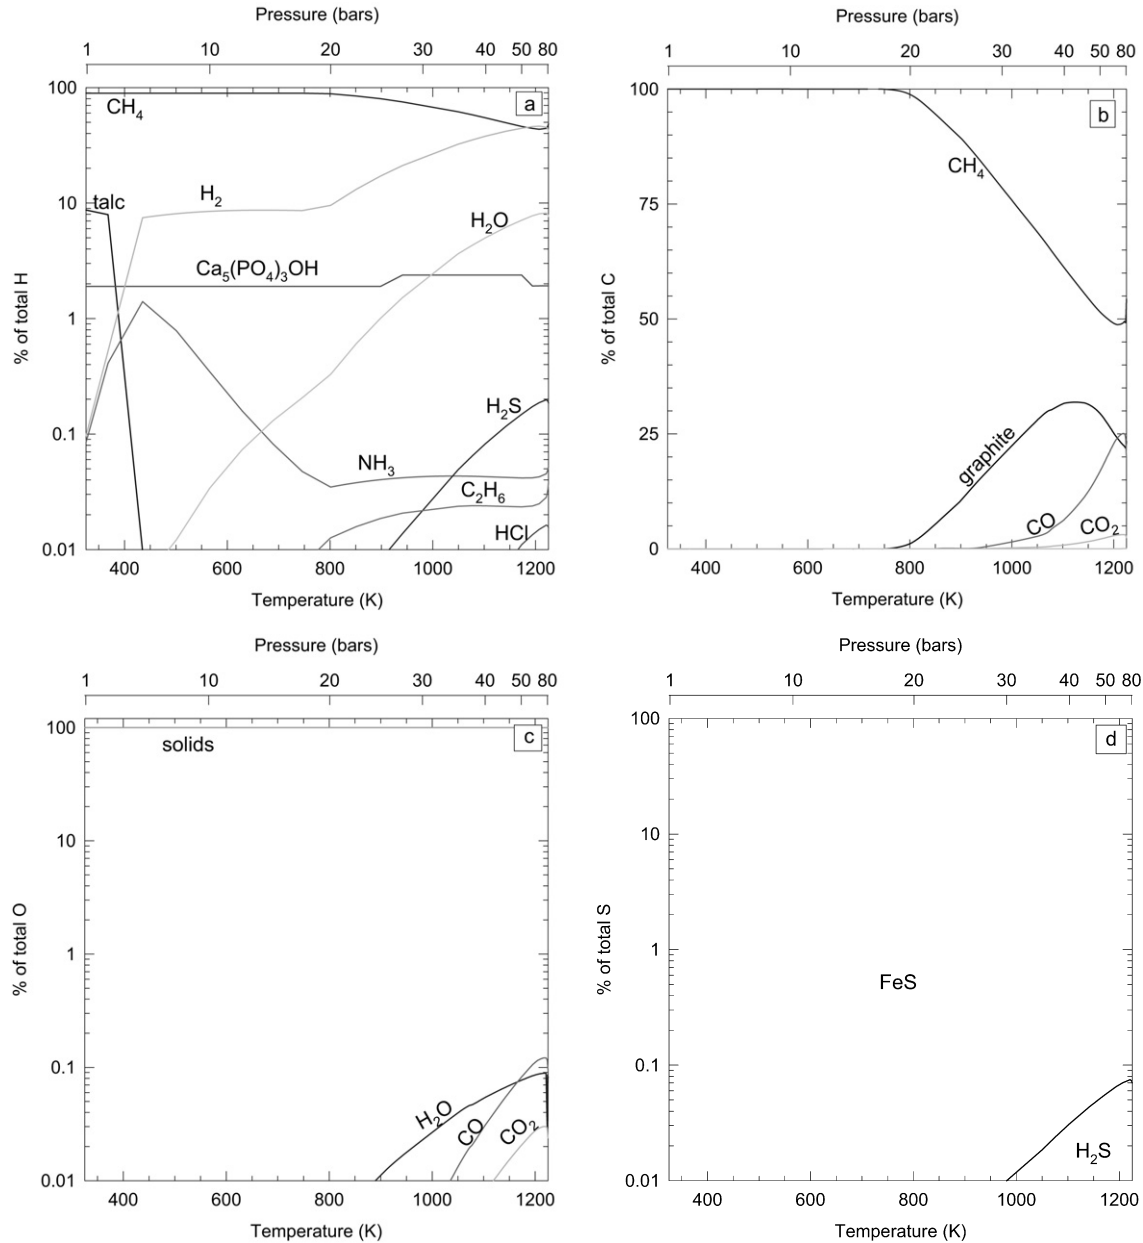 Pressure (bars)
1 10 20 30 40 50 80
100
10
1
0.1
0.01
% of total H
a
CH₄
talc
H₂
H₂O
Ca₅(PO₄)₃OH
H₂S
NH₃
C₂H₆
HCl
400 600 800 1000 1200
Temperature (K)
Pressure (bars)
1 10 20 30 40 50 80
100
75
50
25
0
% of total C
b
CH₄
graphite
CO
CO₂
400 600 800 1000 1200
Temperature (K)
Pressure (bars)
1 10 20 30 40 50 80
100
10
1
0.1
0.01
% of total O
c
solids
H₂O
CO
CO₂
400 600 800 1000 1200
Temperature (K)
Pressure (bars)
1 10 20 30 40 50 80
100
10
1
0.1
0.01
% of total S
d
FeS
H₂S
400 600 800 1000 1200
Temperature (K)